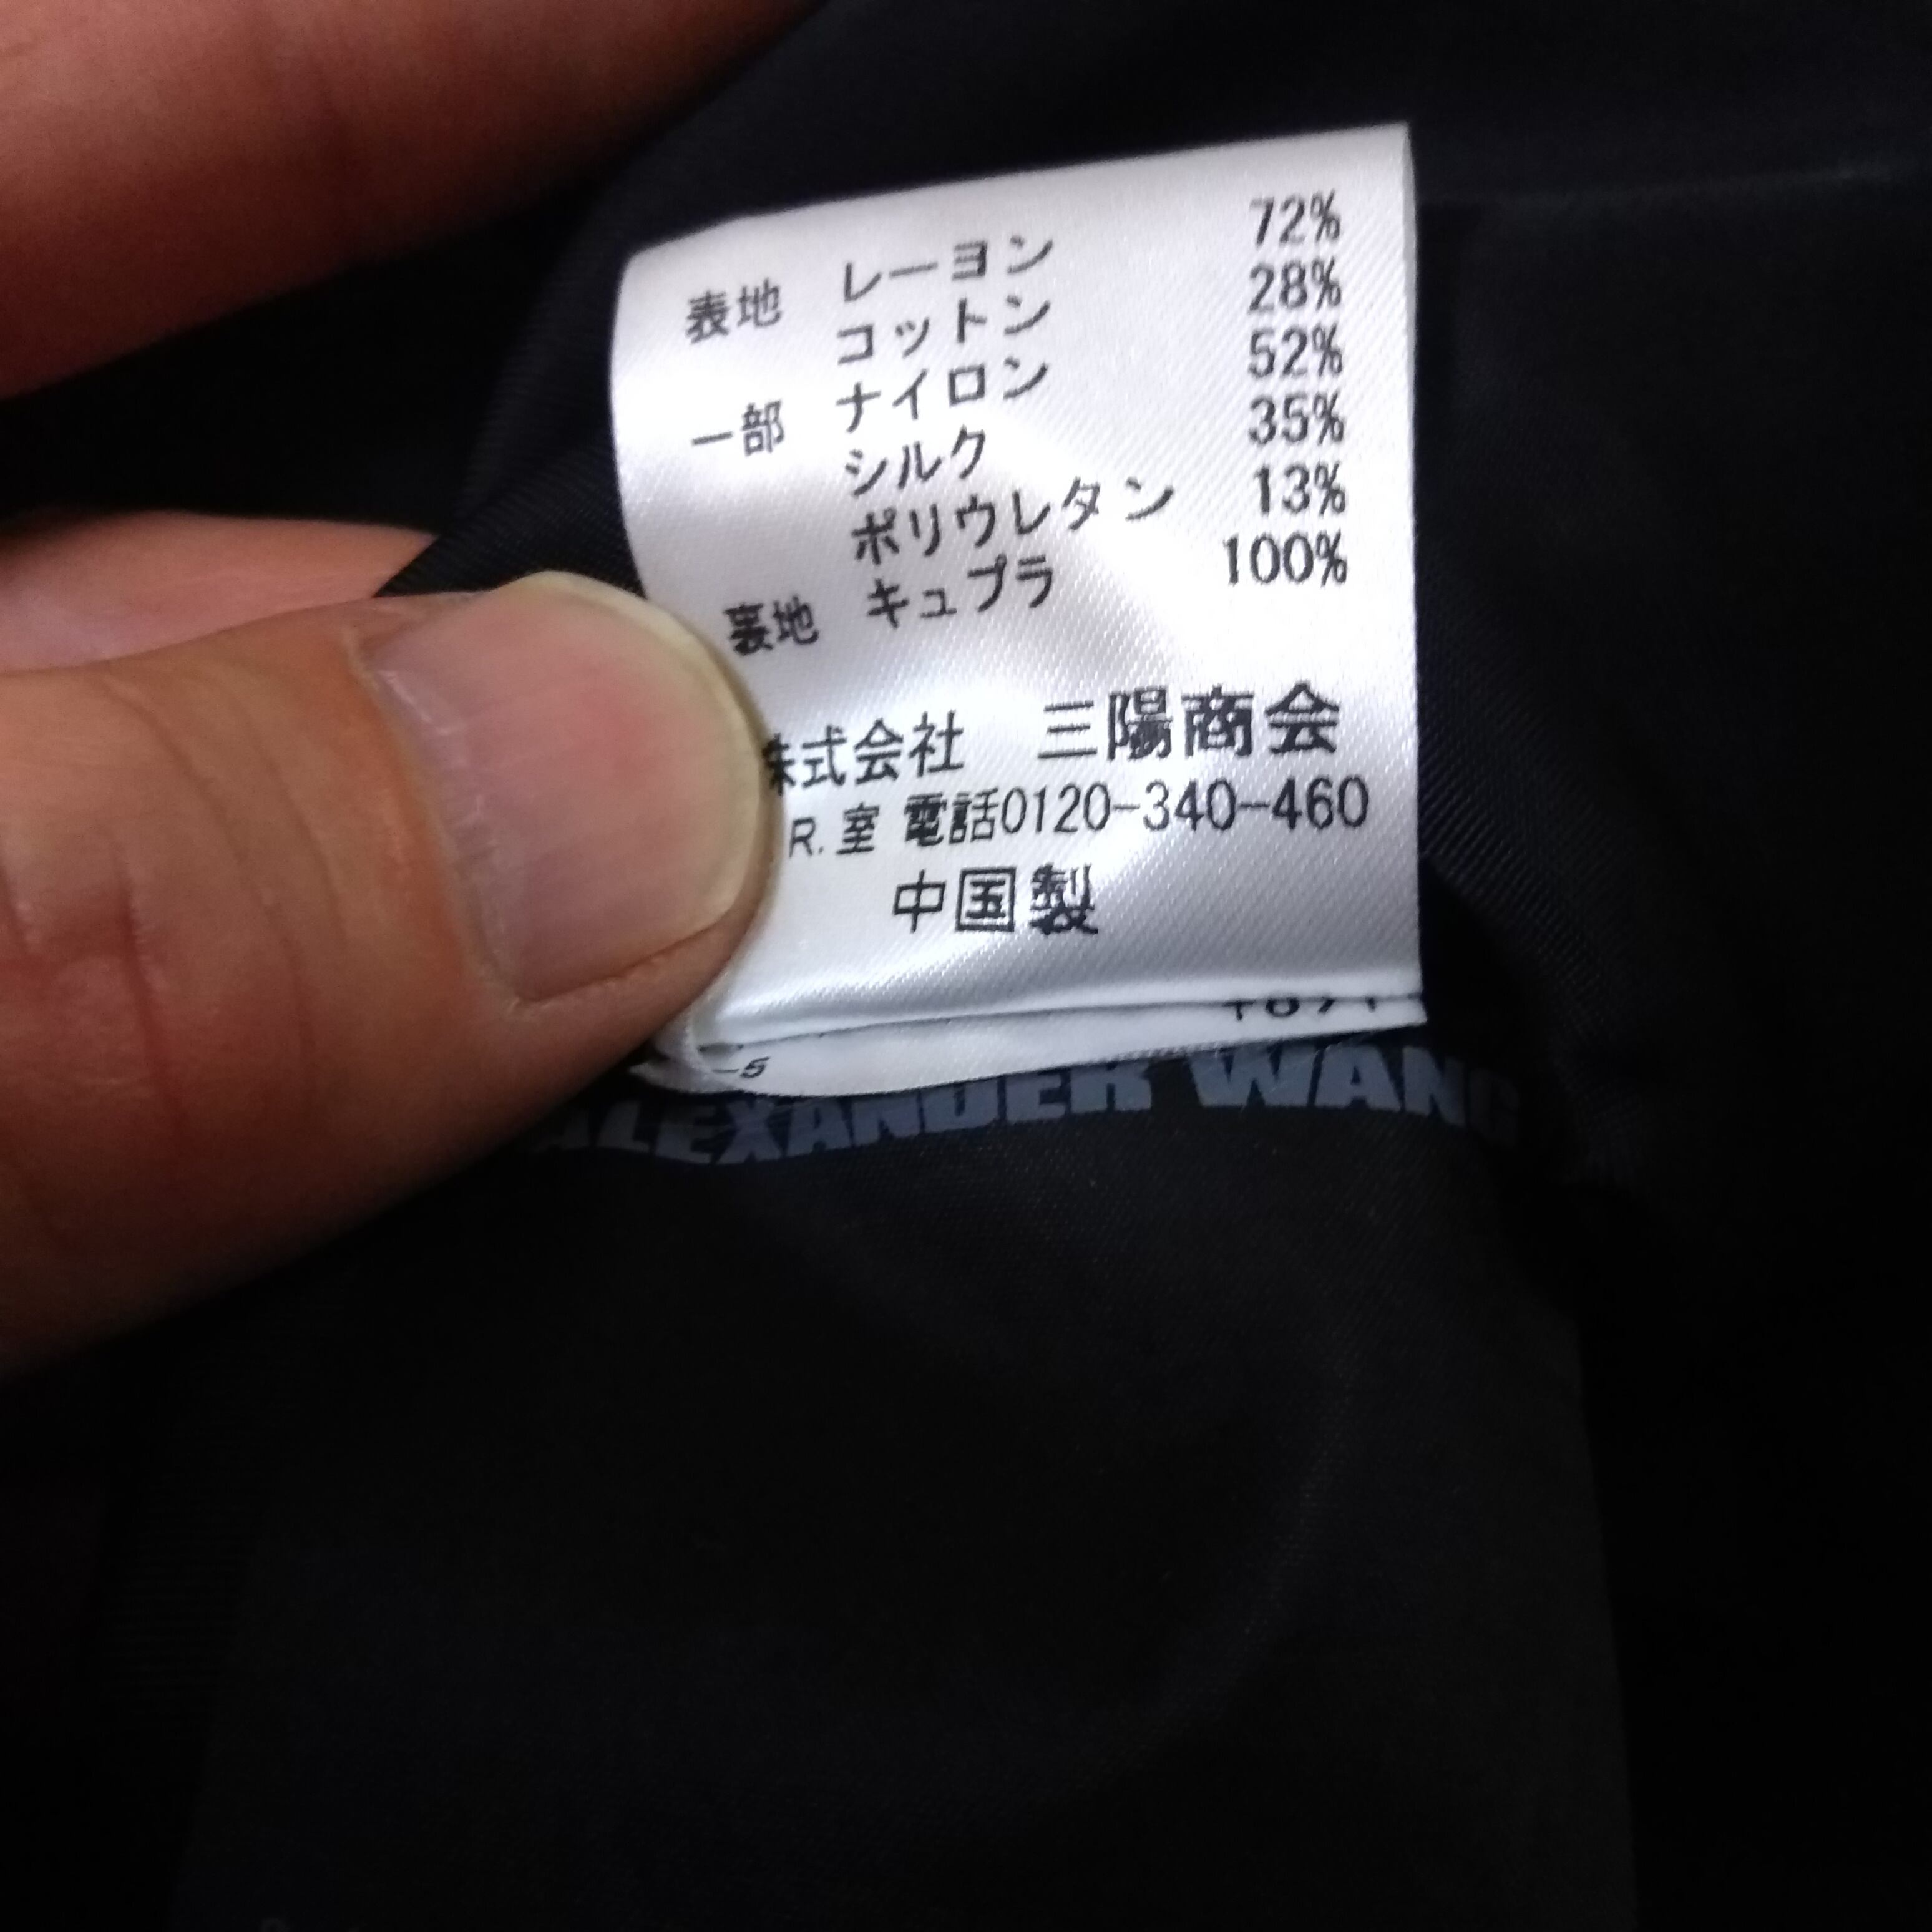 表地 レーヨン 72%
コットン 28%
一部 ナイロン 52%
シルク 35%
ポリウレタン 13%
裏地 キュプラ 100%
株式会社 三陽商会
R.室 電話0120-340-460
中国製
-5
ALEXANDER WANG